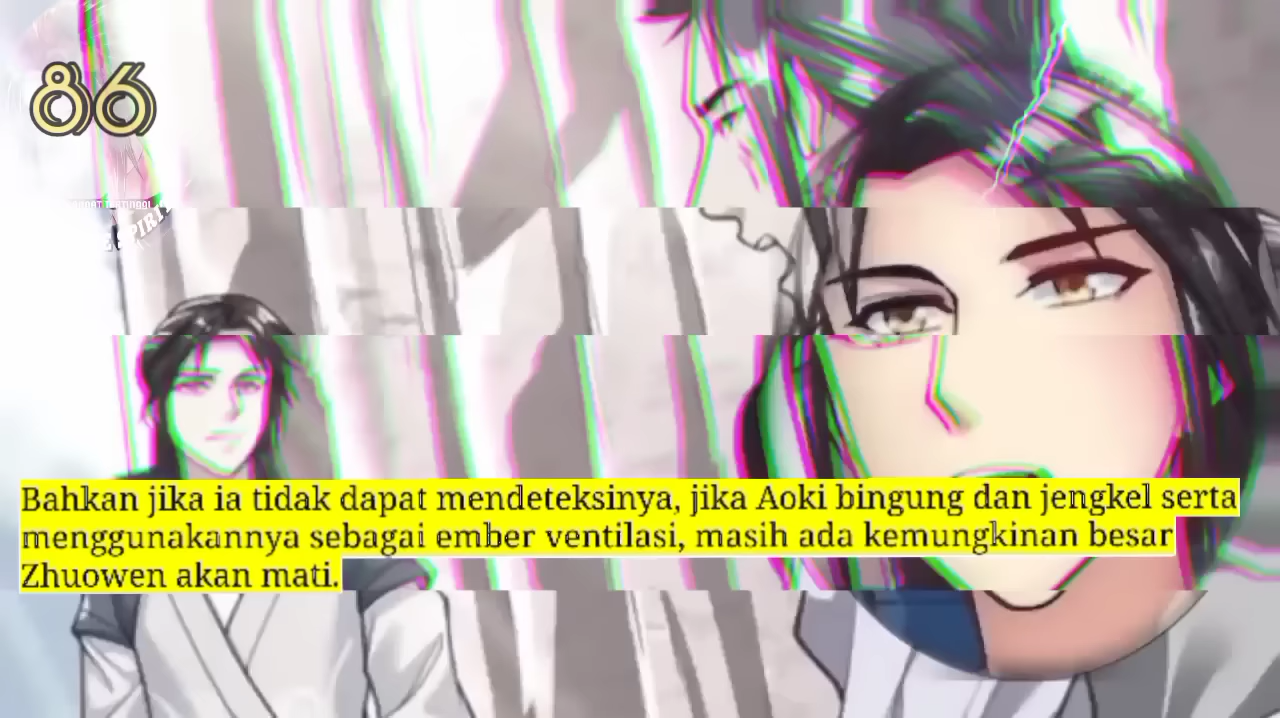 86
SPIRIT
Bahkan jika ia tidak dapat mendeteksinya, jika Aoki bingung dan jengkel serta
menggunakannya sebagai ember ventilasi, masih ada kemungkinan besar
Zhuowen akan mati.